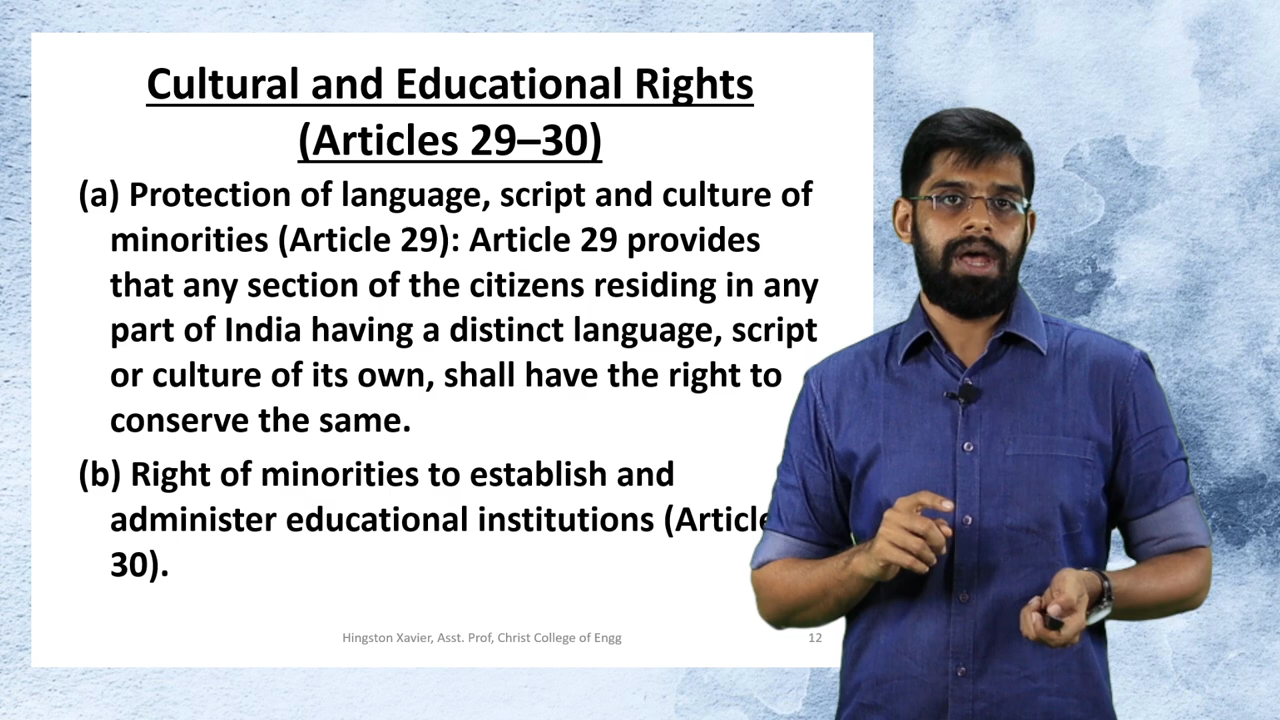 Cultural and Educational Rights
(Articles 29–30)
(a) Protection of language, script and culture of
minorities (Article 29): Article 29 provides
that any section of the citizens residing in any
part of India having a distinct language, script
or culture of its own, shall have the right to
conserve the same.
(b) Right of minorities to establish and
administer educational institutions (Article
30).
Hingston Xavier, Asst. Prof, Christ College of Engg
12